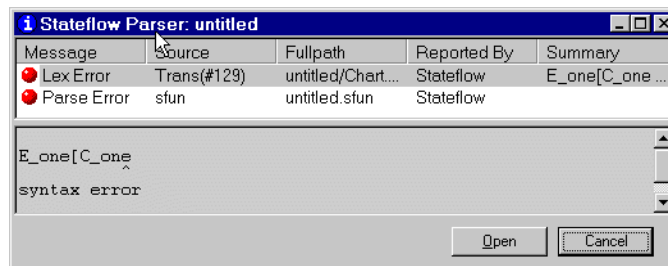 Stateflow Parser: untitled
Message Source Fullpath Reported By Summary
Lex Error Trans(#129) untitled/Chart.... Stateflow E_one[C_one ...
Parse Error sfun untitled.sfun Stateflow
E_one[C_one
^
syntax error
Open Cancel